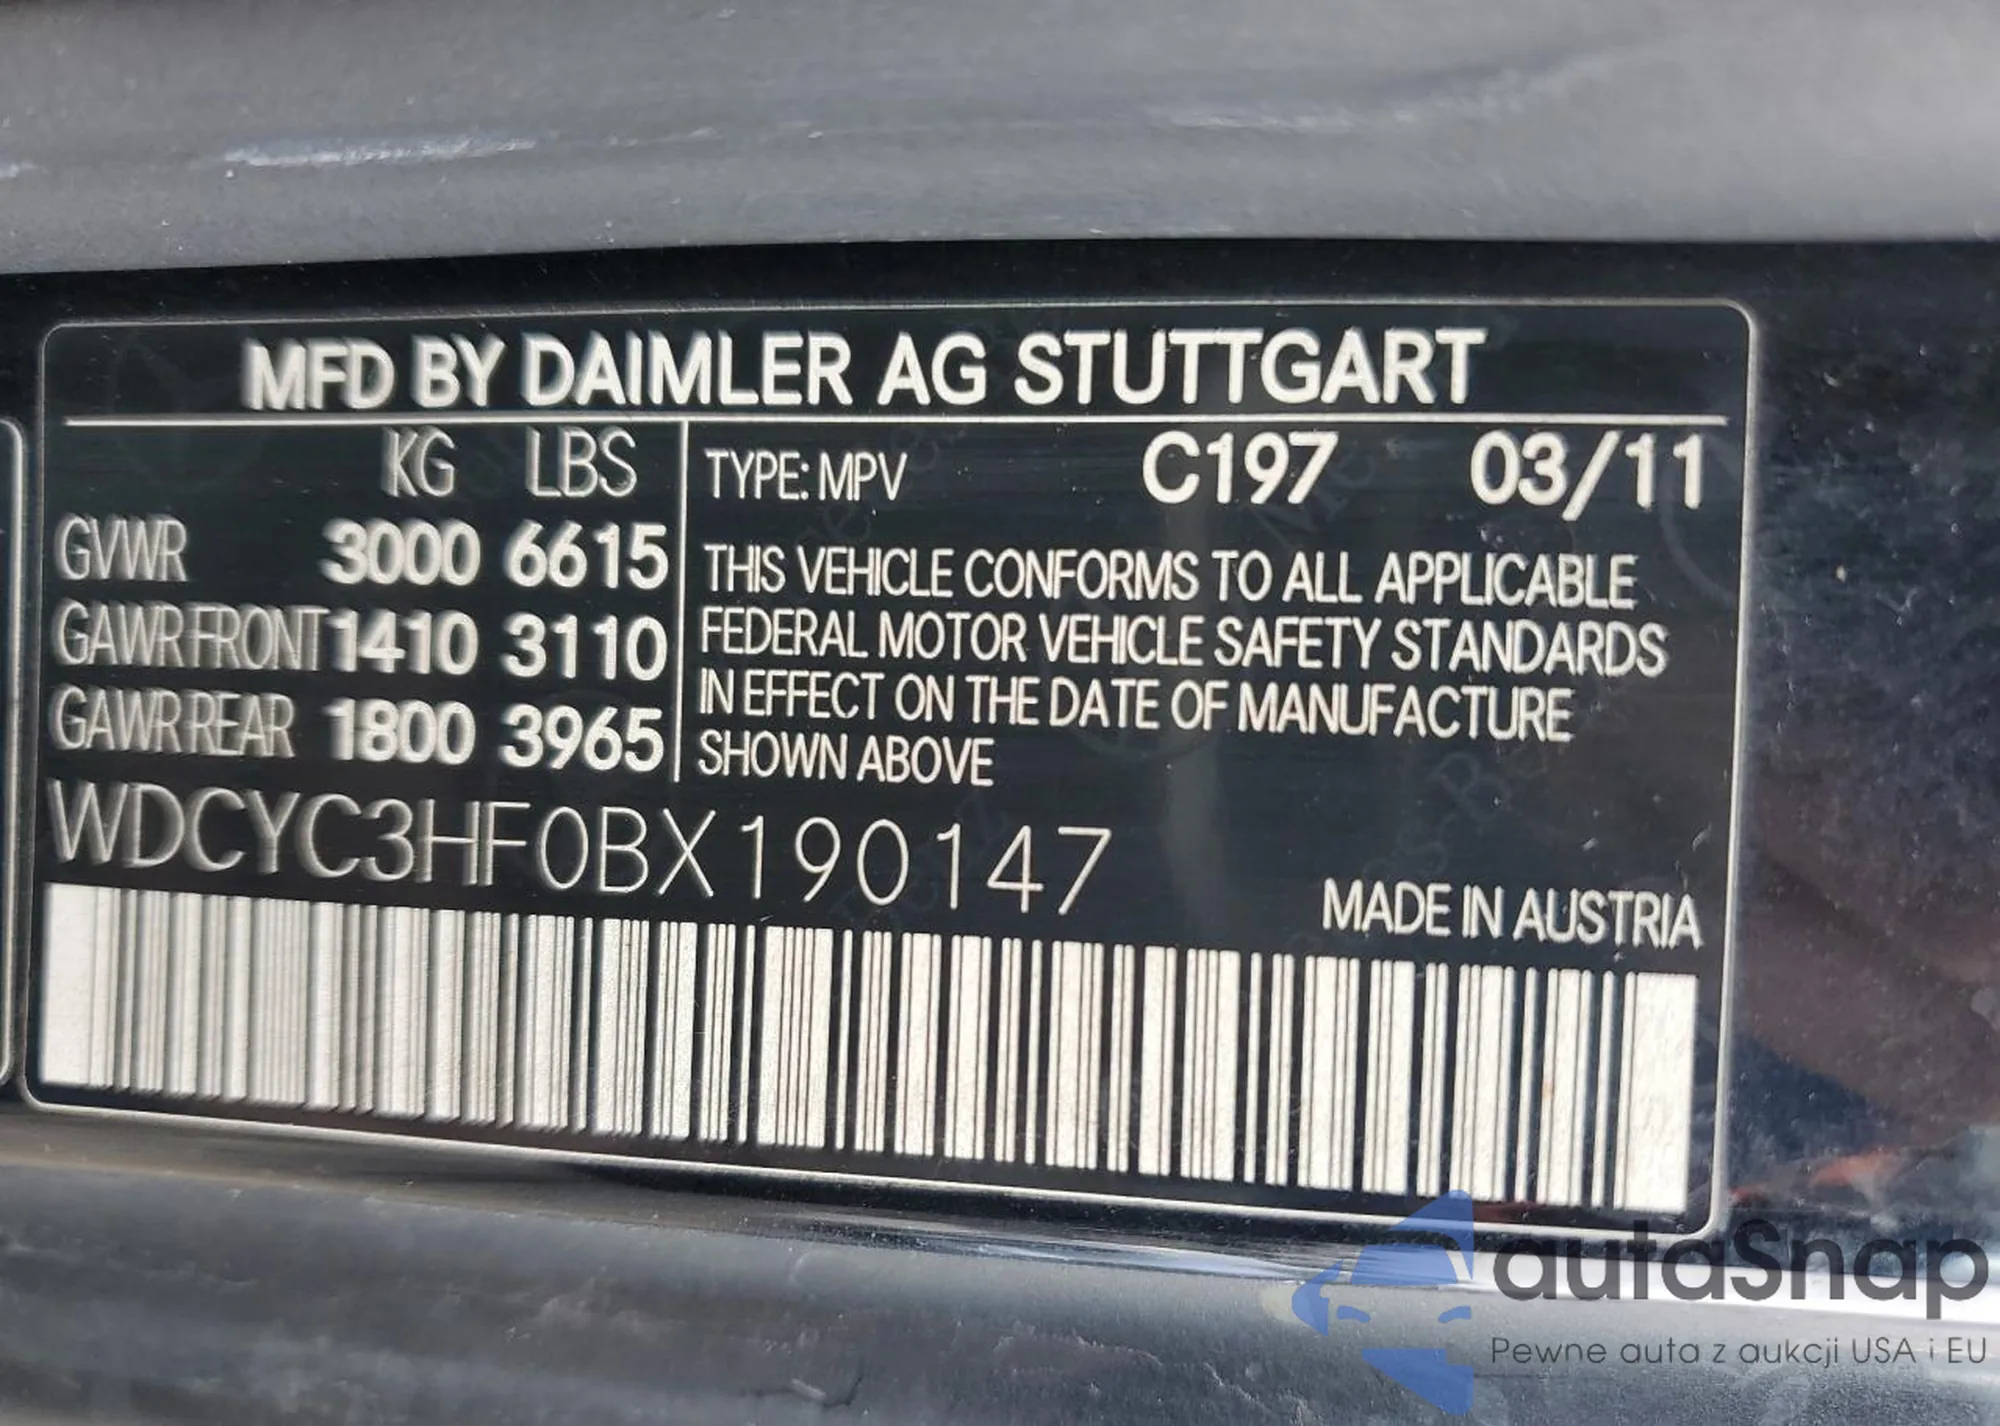 MFD BY DAIMLER AG STUTTGART
KG LBS
GVWR 3000 6615
GAWR FRONT 1410 3110
GAWR REAR 1800 3965
TYPE: MPV C197 03/11
THIS VEHICLE CONFORMS TO ALL APPLICABLE
FEDERAL MOTOR VEHICLE SAFETY STANDARDS
IN EFFECT ON THE DATE OF MANUFACTURE
SHOWN ABOVE
WDCYC3HF0BX190147
MADE IN AUSTRIA
autaSnap
Pewne auta z aukcji USA i EU